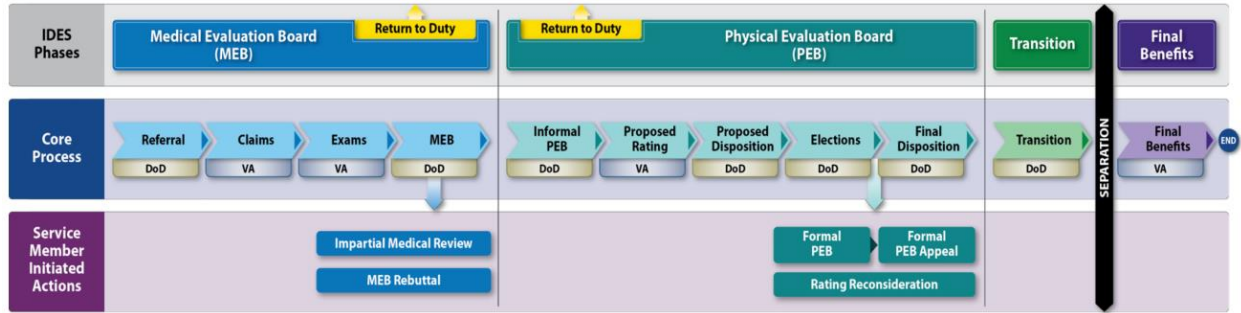 IDES
Phases
Medical Evaluation Board
(MEB)
Return to Duty
Return to Duty
Physical Evaluation Board
(PEB)
Transition
Final
Benefits
SEPARATION
Core
Process
Referral
DoD
Claims
VA
Exams
VA
MEB
DoD
Informal
PEB
DoD
Proposed
Rating
VA
Proposed
Disposition
DoD
Elections
DoD
Final
Disposition
DoD
Transition
DoD
Final
Benefits
VA
END
Service
Member
Initiated
Actions
Impartial Medical Review
MEB Rebuttal
Formal
PEB
Formal
PEB Appeal
Rating Reconsideration